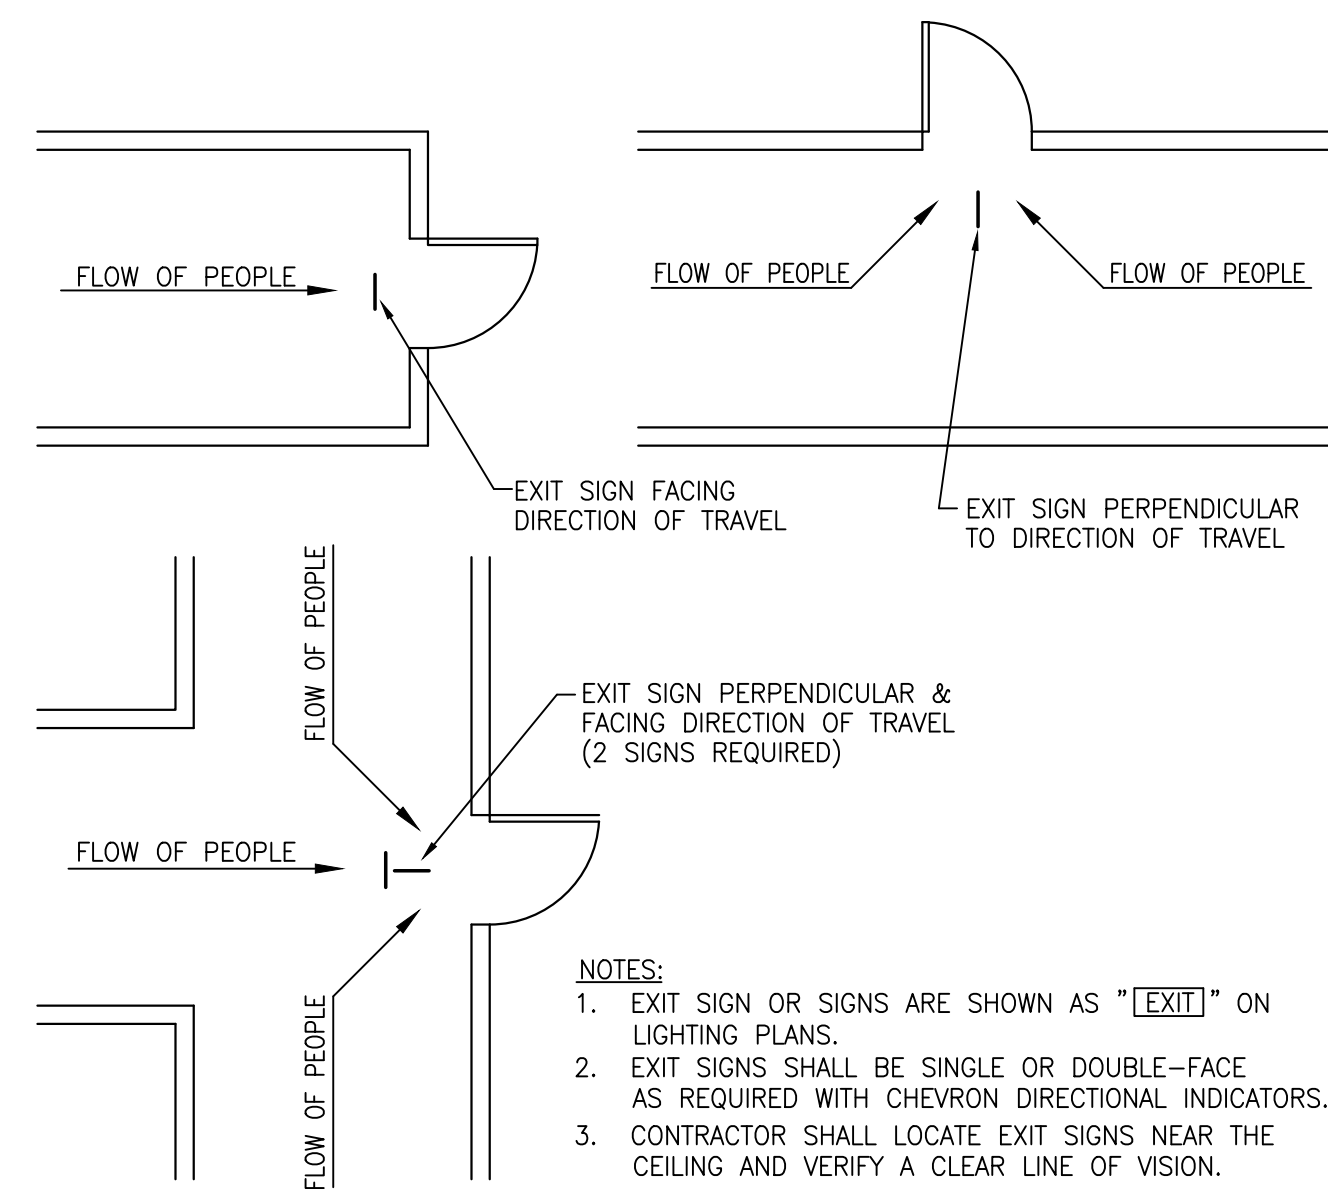 FLOW OF PEOPLE
FLOW OF PEOPLE
FLOW OF PEOPLE
EXIT SIGN FACING
DIRECTION OF TRAVEL
EXIT SIGN PERPENDICULAR
TO DIRECTION OF TRAVEL
FLOW OF PEOPLE
EXIT SIGN PERPENDICULAR &
FACING DIRECTION OF TRAVEL
(2 SIGNS REQUIRED)
FLOW OF PEOPLE
FLOW OF PEOPLE
NOTES:
1. EXIT SIGN OR SIGNS ARE SHOWN AS "EXIT" ON
LIGHTING PLANS.
2. EXIT SIGNS SHALL BE SINGLE OR DOUBLE-FACE
AS REQUIRED WITH CHEVRON DIRECTIONAL INDICATORS.
3. CONTRACTOR SHALL LOCATE EXIT SIGNS NEAR THE
CEILING AND VERIFY A CLEAR LINE OF VISION.